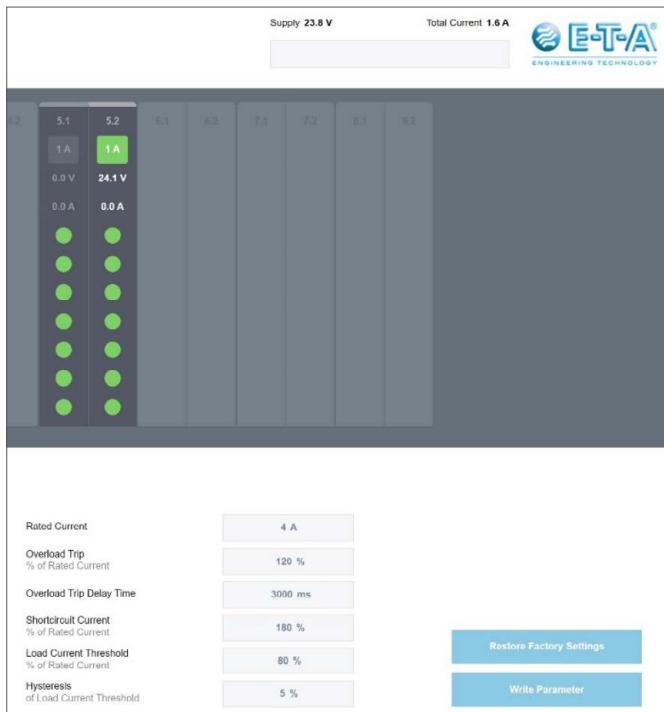 Supply 23.8 V
Total Current 1.6 A
E-T-A
ENGINEERING TECHNOLOGY
5.1 5.2 6.1 6.2 7.1 7.2 8.1
1 A 1 A
0.0 V 24.1 V
0.0 A 0.0 A
Rated Current 4 A
Overload Trip
% of Rated Current 120 %
Overload Trip Delay Time 3000 ms
Shortcircuit Current
% of Rated Current 180 %
Load Current Threshold
% of Rated Current 80 %
Hysteresis
of Load Current Threshold 5 %
Restore Factory Settings
Write Parameter